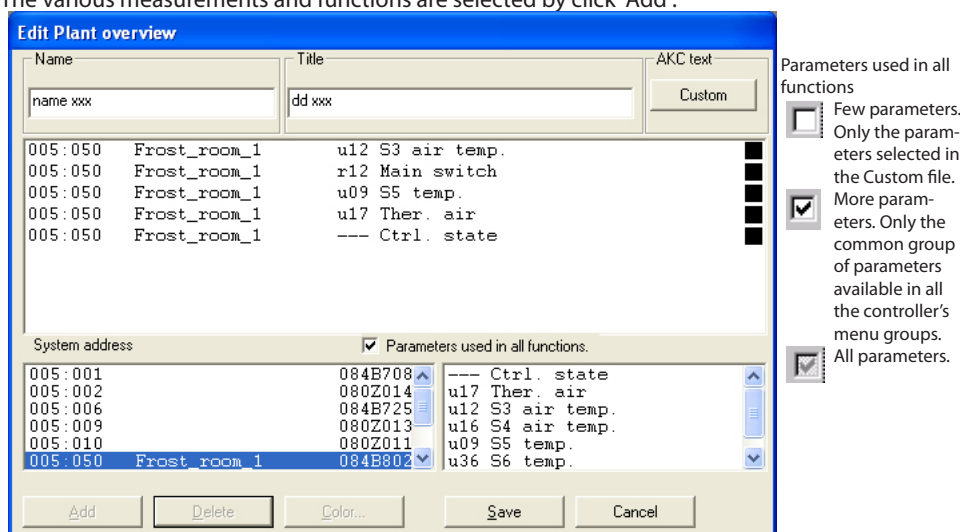 The various measurements and functions are selected by click "Add".
Edit Plant overview
Name
Title
AKC text
name xxx
dd xxx
Custom
005:050 Frost_room_1 u12 S3 air temp.
005:050 Frost_room_1 r12 Main switch
005:050 Frost_room_1 u09 S5 temp.
005:050 Frost_room_1 u17 Ther. air
005:050 Frost_room_1 --- Ctrl. state
System address
Parameters used in all functions.
005:001 084B708
005:002 080Z014
005:006 084B725
005:009 080Z013
005:010 080Z011
005:050 Frost_room_1 084B802
--- Ctrl. state
u17 Ther. air
u12 S3 air temp.
u16 S4 air temp.
u09 S5 temp.
u36 S6 temp.
Add
Delete
Color...
Save
Cancel
Parameters used in all
functions
Few parameters.
Only the param-
eters selected in
the Custom file.
More param-
eters. Only the
common group
of parameters
available in all
the controller's
menu groups.
All parameters.